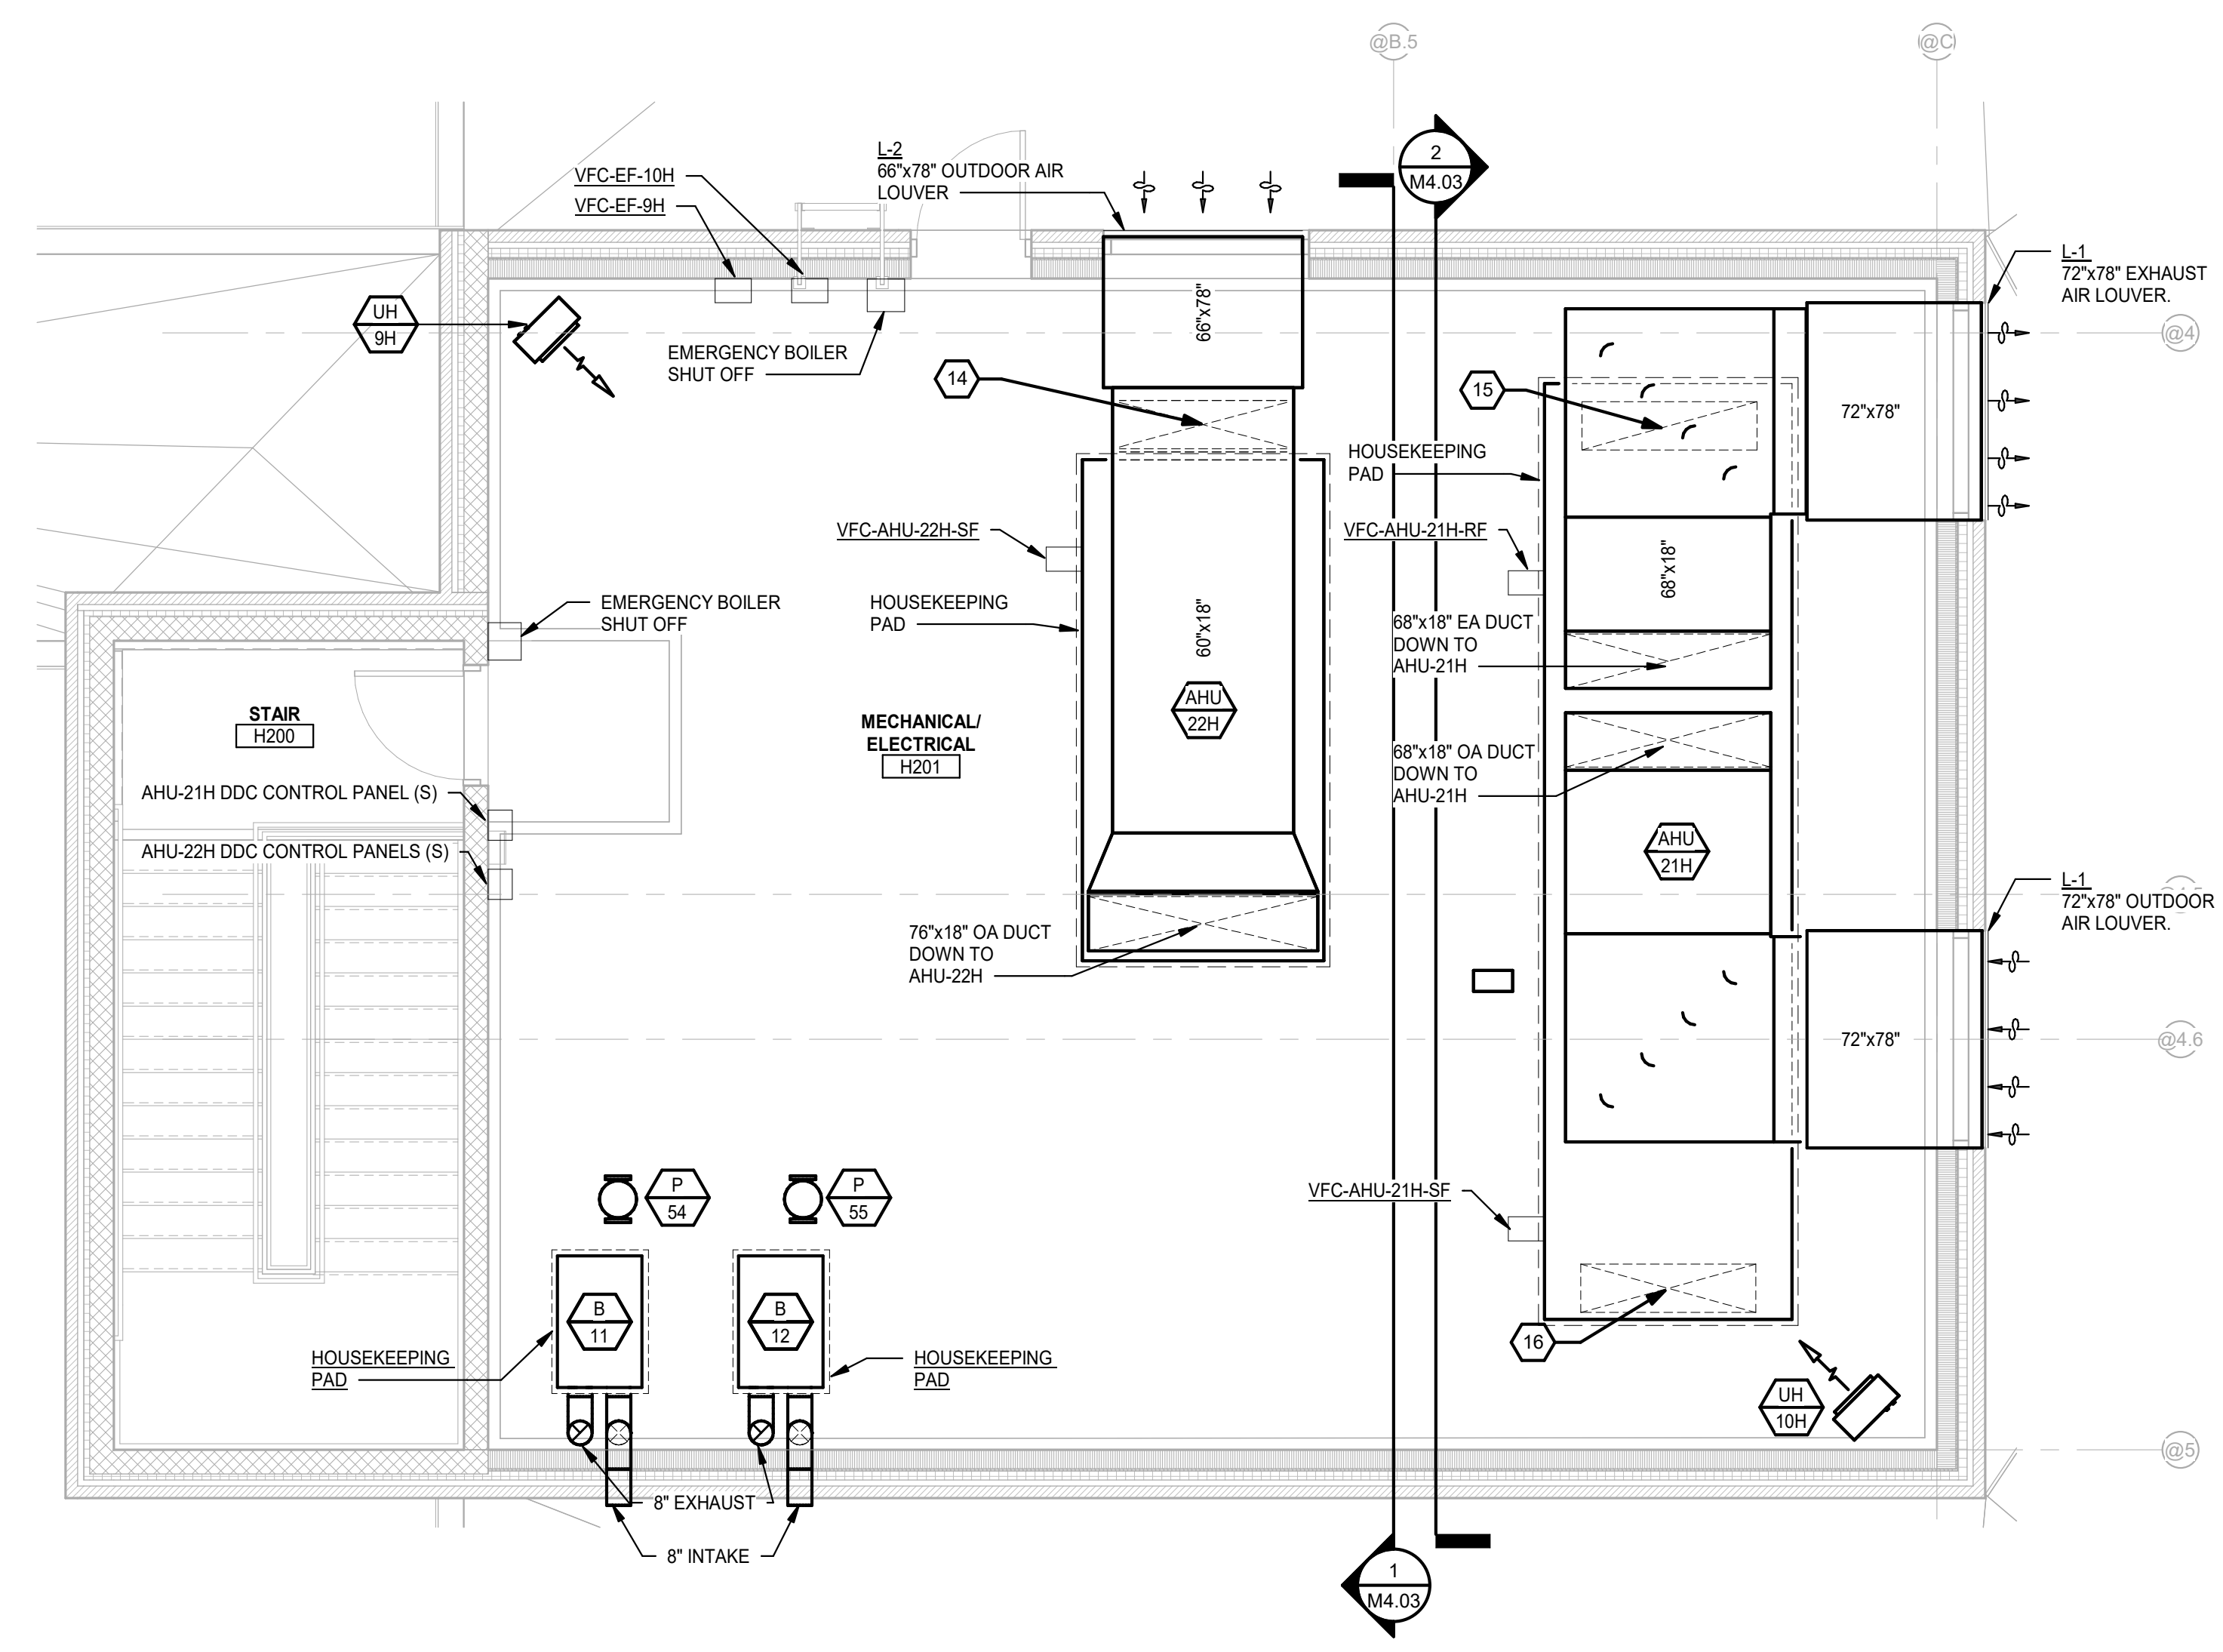 @B.5
@C
2
M4.03
L-2
66"x78" OUTDOOR AIR
LOUVER
VFC-EF-10H
VFC-EF-9H
L-1
72"x78" EXHAUST
AIR LOUVER.
UH
9H
@4
EMERGENCY BOILER
SHUT OFF
66"x78"
14
15
72"x78"
HOUSEKEEPING
PAD
VFC-AHU-22H-SF
VFC-AHU-21H-RF
68"x18"
EMERGENCY BOILER
SHUT OFF
HOUSEKEEPING
PAD
60"x18"
68"x18" EA DUCT
DOWN TO
AHU-21H
AHU
22H
STAIR
H200
MECHANICAL/
ELECTRICAL
H201
68"x18" OA DUCT
DOWN TO
AHU-21H
AHU-21H DDC CONTROL PANEL (S)
AHU-22H DDC CONTROL PANELS (S)
AHU
21H
L-1
72"x78" OUTDOOR
AIR LOUVER.
76"x18" OA DUCT
DOWN TO
AHU-22H
72"x78"
@4.6
P
54
P
55
VFC-AHU-21H-SF
B
11
B
12
16
HOUSEKEEPING
PAD
HOUSEKEEPING
PAD
UH
10H
@5
8" EXHAUST
8" INTAKE
1
M4.03